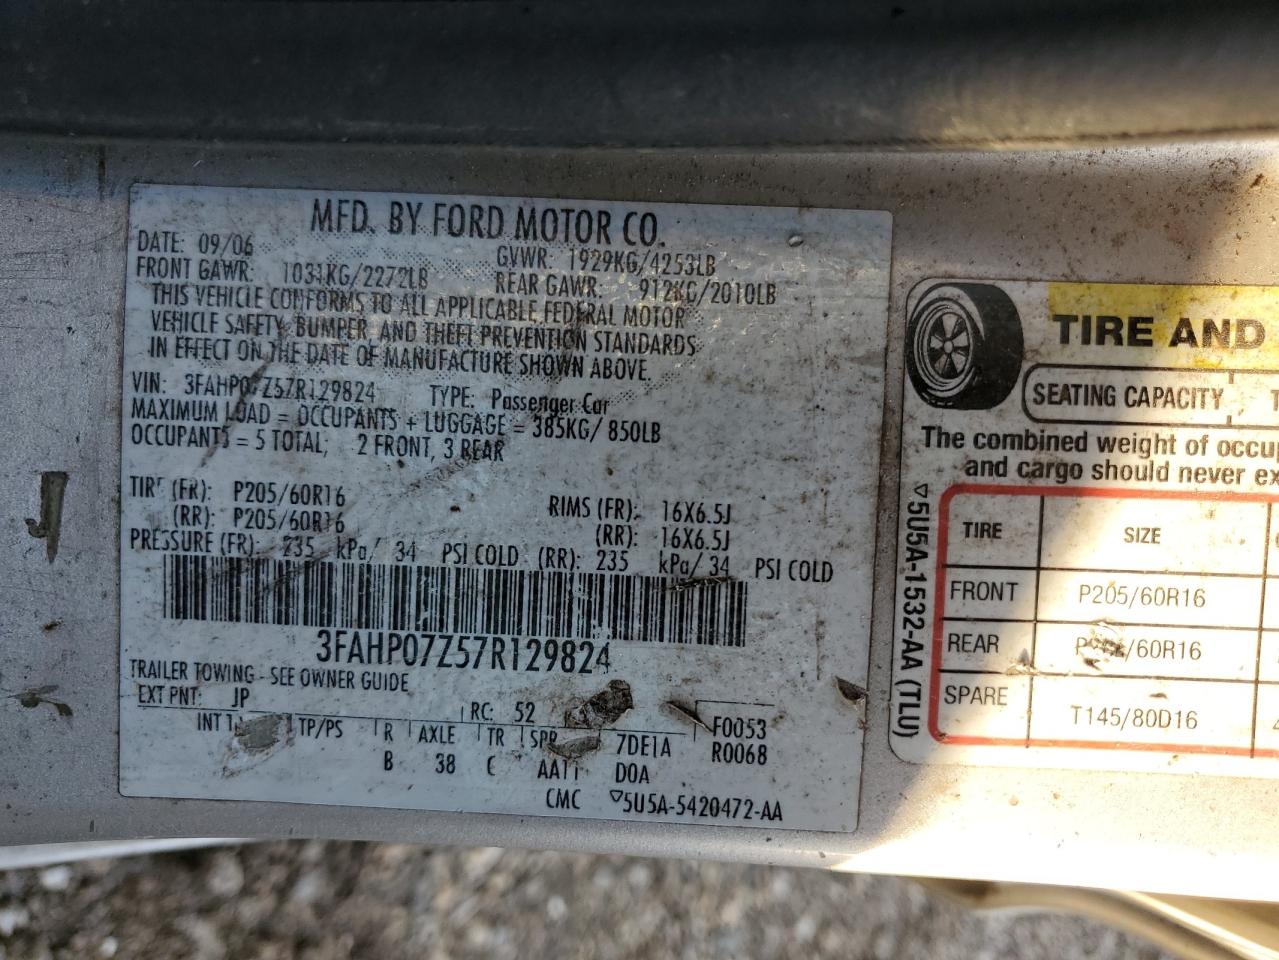 MFD. BY FORD MOTOR CO.
DATE: 09/06 GVWR: 1929KG/4253LB
FRONT GAWR: 1031KG/2272LB REAR GAWR: 912KG/2010LB
THIS VEHICLE CONFORMS TO ALL APPLICABLE FEDERAL MOTOR
VEHICLE SAFETY, BUMPER, AND THEFT PREVENTION STANDARDS
IN EFFECT ON THE DATE OF MANUFACTURE SHOWN ABOVE.
VIN: 3FAHP07Z57R129824 TYPE: Passenger Car
MAXIMUM LOAD = OCCUPANTS + LUGGAGE = 385KG/ 850LB
OCCUPANTS = 5 TOTAL, 2 FRONT, 3 REAR
TIRE (FR): P205/60R16 RIMS (FR): 16X6.5J
(RR): P205/60R16 (RR): 16X6.5J
PRESSURE (FR): 235 kPa/ 34 PSI COLD (RR): 235 kPa/ 34 PSI COLD
3FAHP07Z57R129824
TRAILER TOWING - SEE OWNER GUIDE
EXT PNT: JP RC: 52 F0053
INT TP/PS R AXLE TR SPR 7DE1A R0068
B 38 C AA11 D0A
CMC ▽5U5A-5420472-AA
TIRE AND
SEATING CAPACITY
The combined weight of
and cargo should never
TIRE SIZE
FRONT P205/60R16
REAR /60R16
SPARE T145/80D16
▽5U5A-1532-AA (TLU)